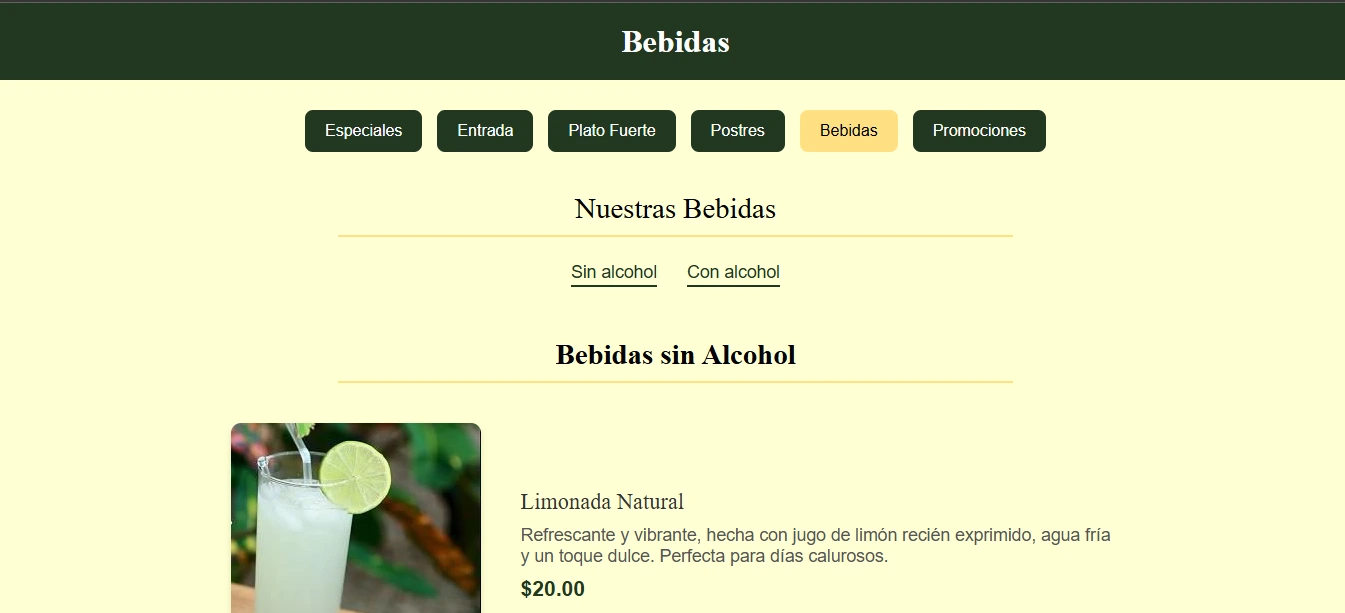 Bebidas
Especiales Entrada Plato Fuerte Postres Bebidas Promociones
Nuestras Bebidas
Sin alcohol Con alcohol
Bebidas sin Alcohol
Limonada Natural
Refrescante y vibrante, hecha con jugo de limón recién exprimido, agua fría
y un toque dulce. Perfecta para días calurosos.
$20.00